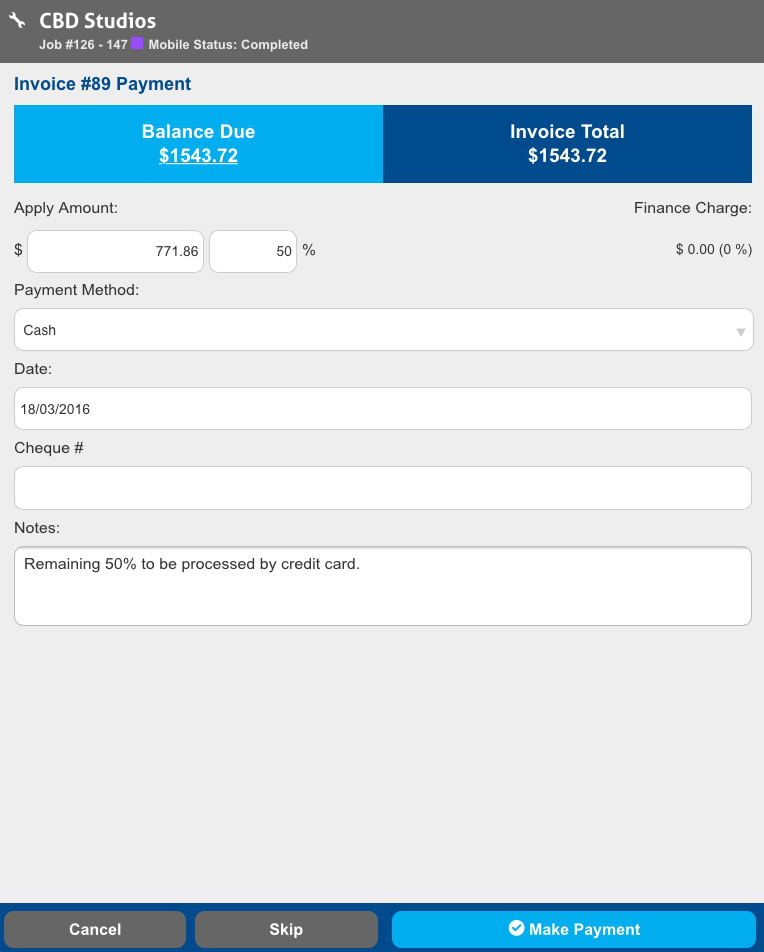 CBD Studios
Job #126 - 147 Mobile Status: Completed
Invoice #89 Payment
Balance Due
$1543.72
Invoice Total
$1543.72
Apply Amount:
Finance Charge:
$ 771.86 50 %
$ 0.00 (0 %)
Payment Method:
Cash
Date:
18/03/2016
Cheque #
Notes:
Remaining 50% to be processed by credit card.
Cancel
Skip
Make Payment